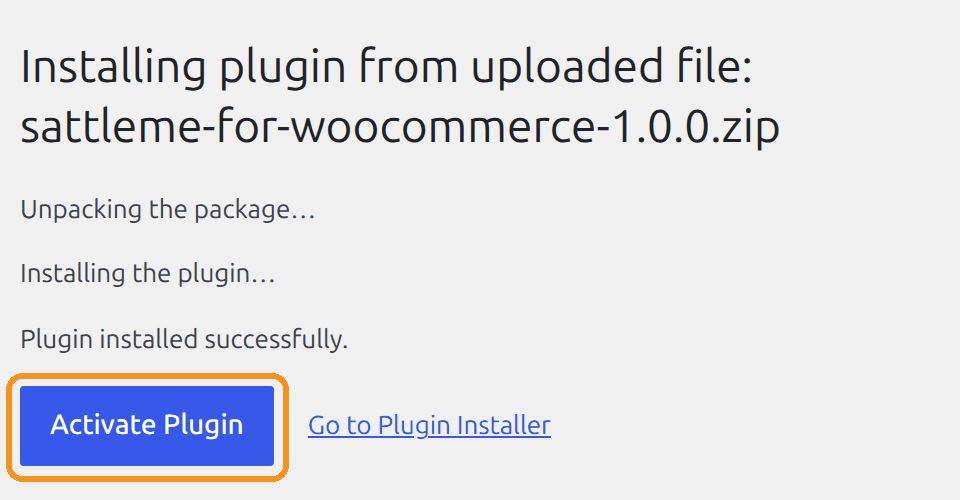 Installing plugin from uploaded file:
sattleme-for-woocommerce-1.0.0.zip
Unpacking the package…
Installing the plugin…
Plugin installed successfully.
Activate Plugin
Go to Plugin Installer